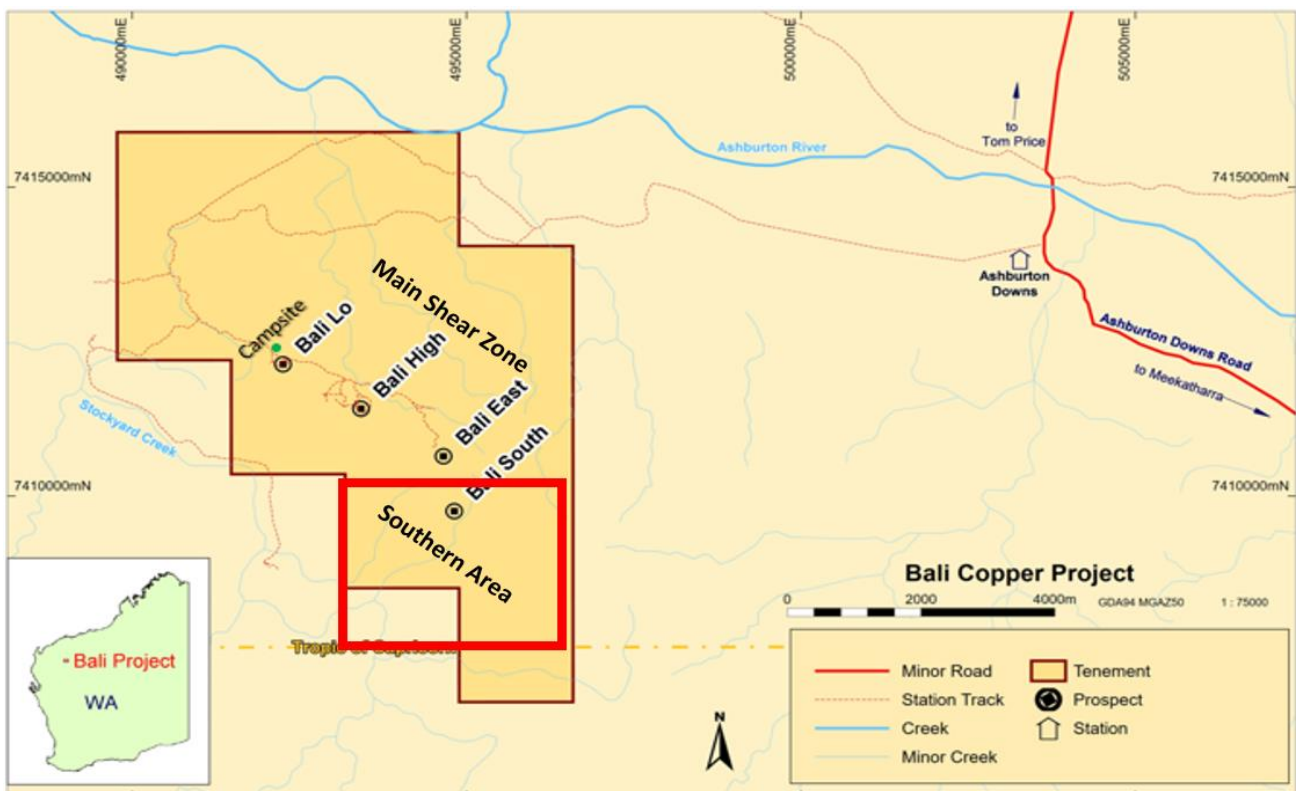 490000mE
495000mE
500000mE
505000mE
to
Tom Price
Ashburton River
7415000mN
7415000mN
Ashburton
Downs
Ashburton Downs Road
to Meekatharra
Main Shear Zone
Campsite
Bali Lo
Bali High
Bali East
Bali South
Stockyard Creek
7410000mN
7410000mN
Southern Area
Tropic of Capricorn
Bali Project
WA
N
Bali Copper Project
0 2000 4000m GDA94 MGAZ50 1 : 75000
Minor Road
Station Track
Creek
Minor Creek
Tenement
Prospect
Station